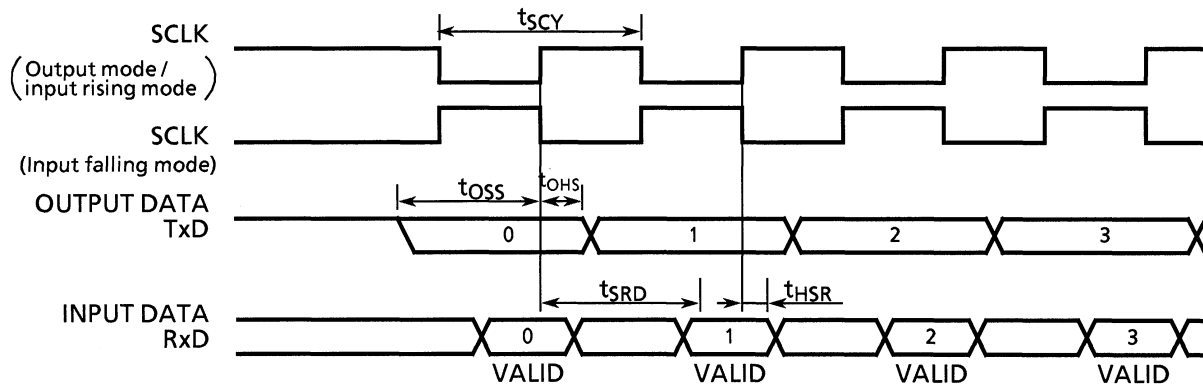 tSCY
SCLK
(Output mode /
input rising mode)
SCLK
(Input falling mode)
tOSS tOHS
OUTPUT DATA
TxD
0 1 2 3
tSRD tHSR
INPUT DATA
RxD
0 1 2 3
VALID VALID VALID VALID